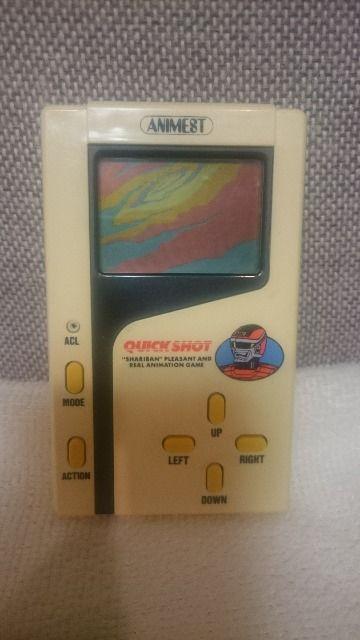 ANIMEST
ACL
QUICK SHOT
"SHARIBAN" PLEASANT AND
REAL ANIMATION GAME
MODE
UP
LEFT
RIGHT
ACTION
DOWN